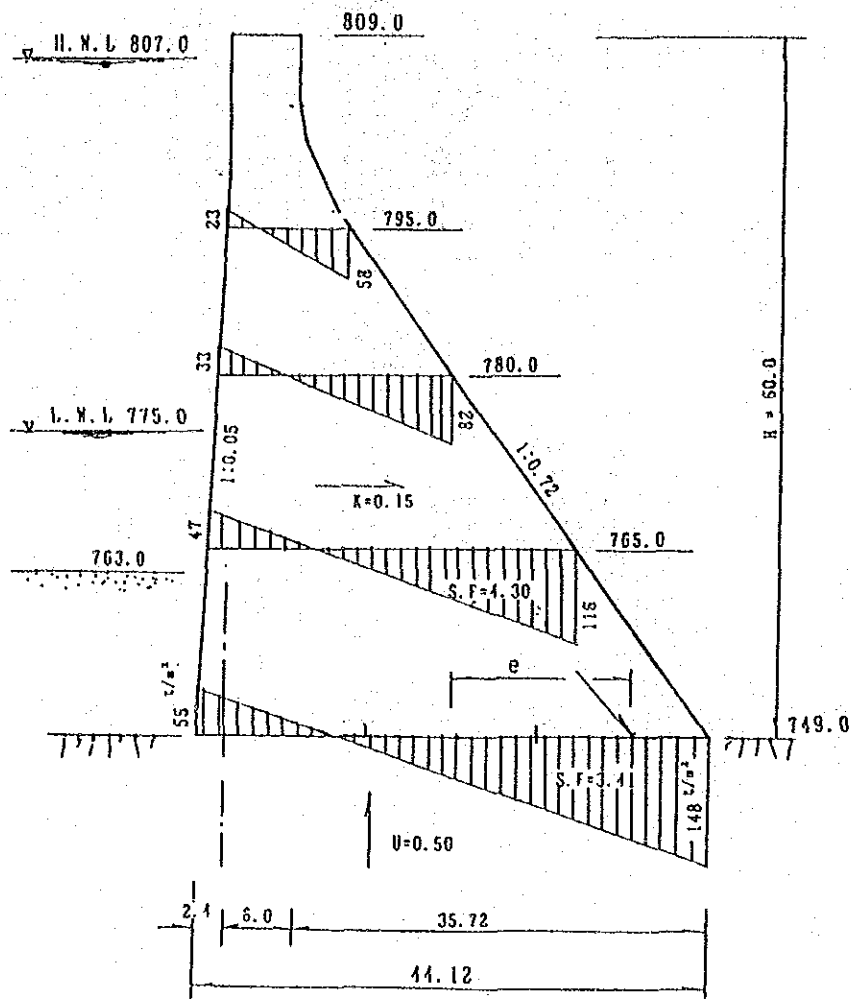 809.0
H.W.L 807.0
23
795.0
58
33
780.0
82
L.W.L 775.0
1:0.05
1:0.72
H = 60.0
K=0.15
47
763.0
765.0
S.F=4.30
118
e
55 t/m²
749.0
S.F=3.41
148 t/m²
U=0.50
2.4
6.0
35.72
44.12